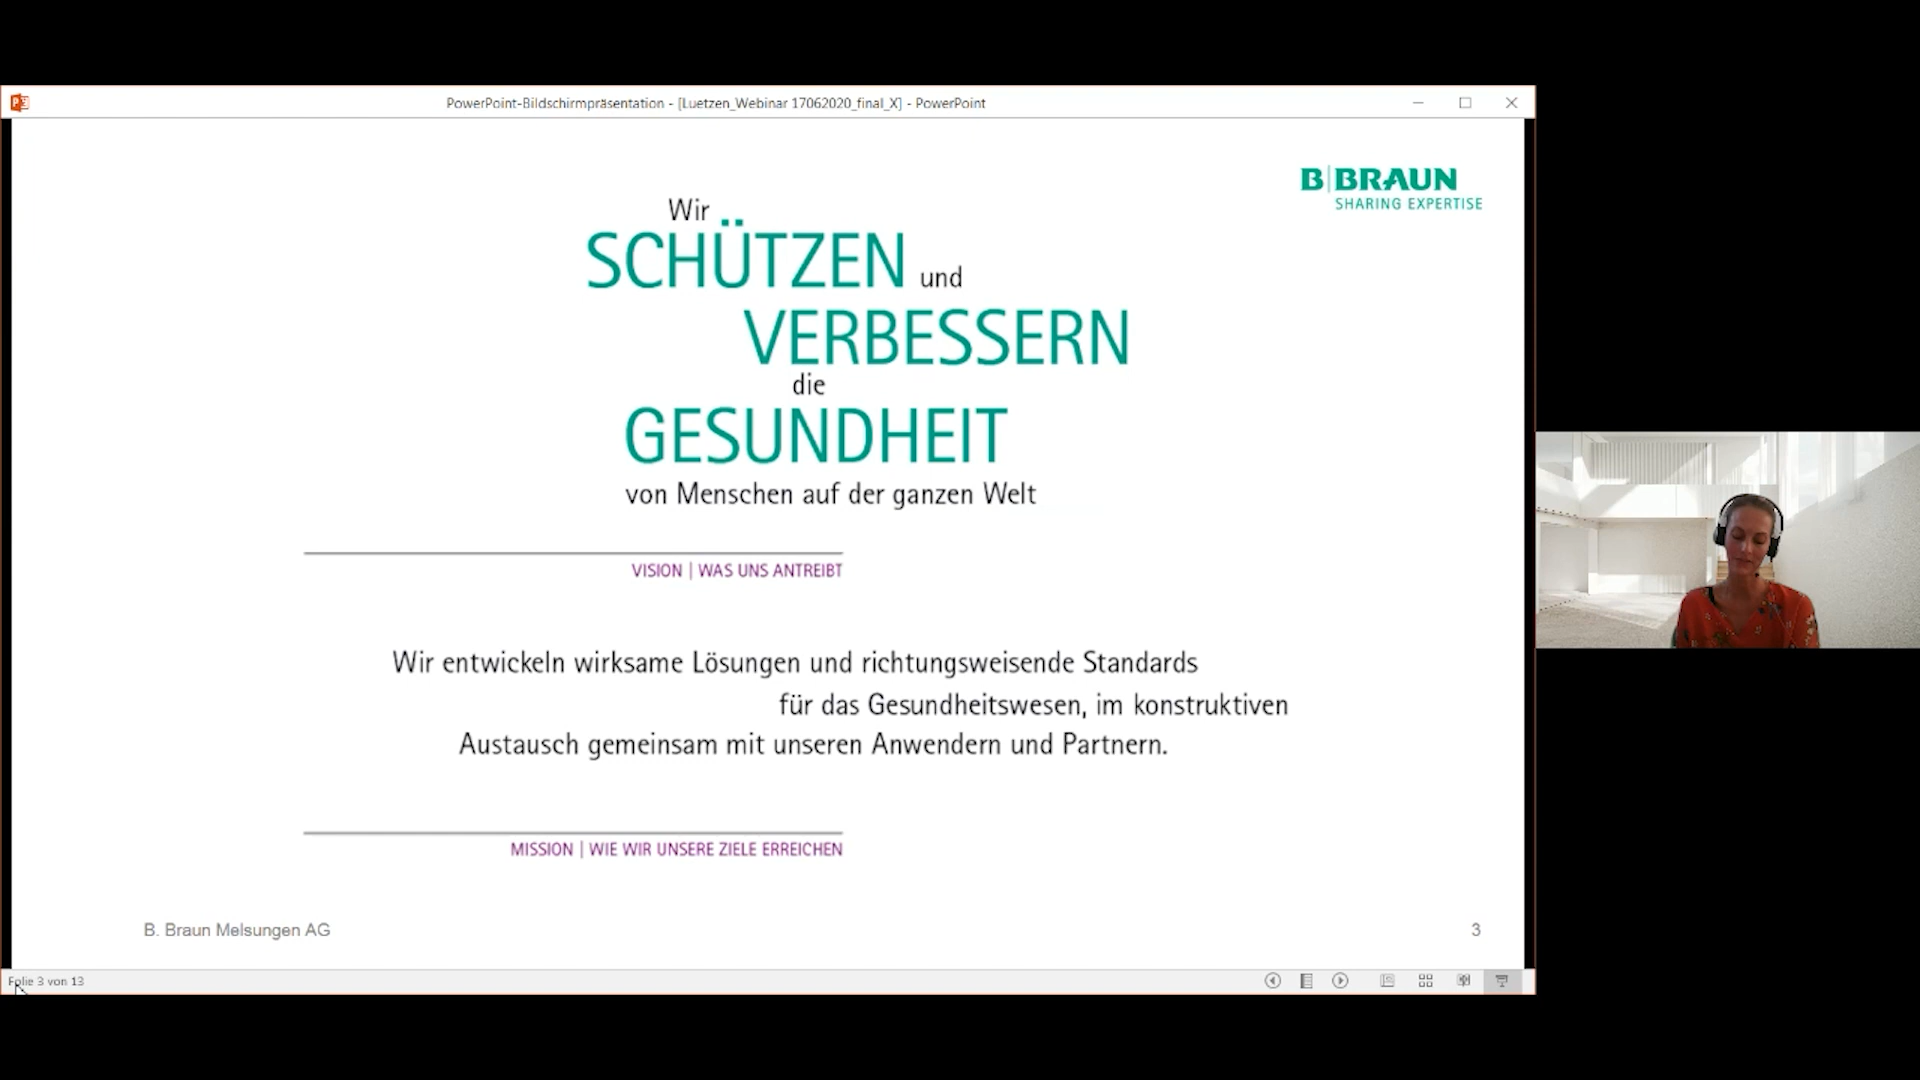 PowerPoint-Bildschirmpräsentation - [Luetzen_Webinar 17062020_final_X] - PowerPoint
B|BRAUN
SHARING EXPERTISE
Wir
SCHÜTZEN und
VERBESSERN
die
GESUNDHEIT
von Menschen auf der ganzen Welt
VISION | WAS UNS ANTREIBT
Wir entwickeln wirksame Lösungen und richtungsweisende Standards
für das Gesundheitswesen, im konstruktiven
Austausch gemeinsam mit unseren Anwendern und Partnern.
MISSION | WIE WIR UNSERE ZIELE ERREICHEN
B. Braun Melsungen AG
3
Folie 3 von 13